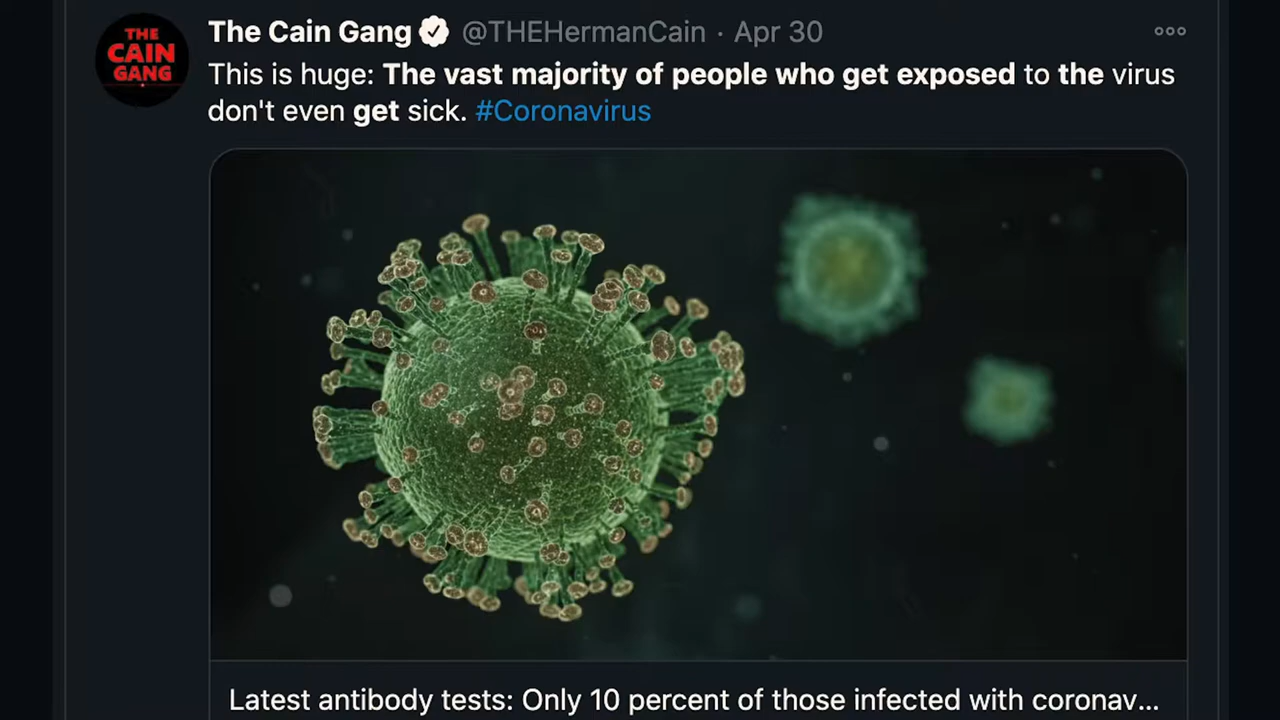 THE
CAIN
GANG
The Cain Gang @THEHermanCain · Apr 30
This is huge: The vast majority of people who get exposed to the virus
don't even get sick. #Coronavirus
Latest antibody tests: Only 10 percent of those infected with coronav...